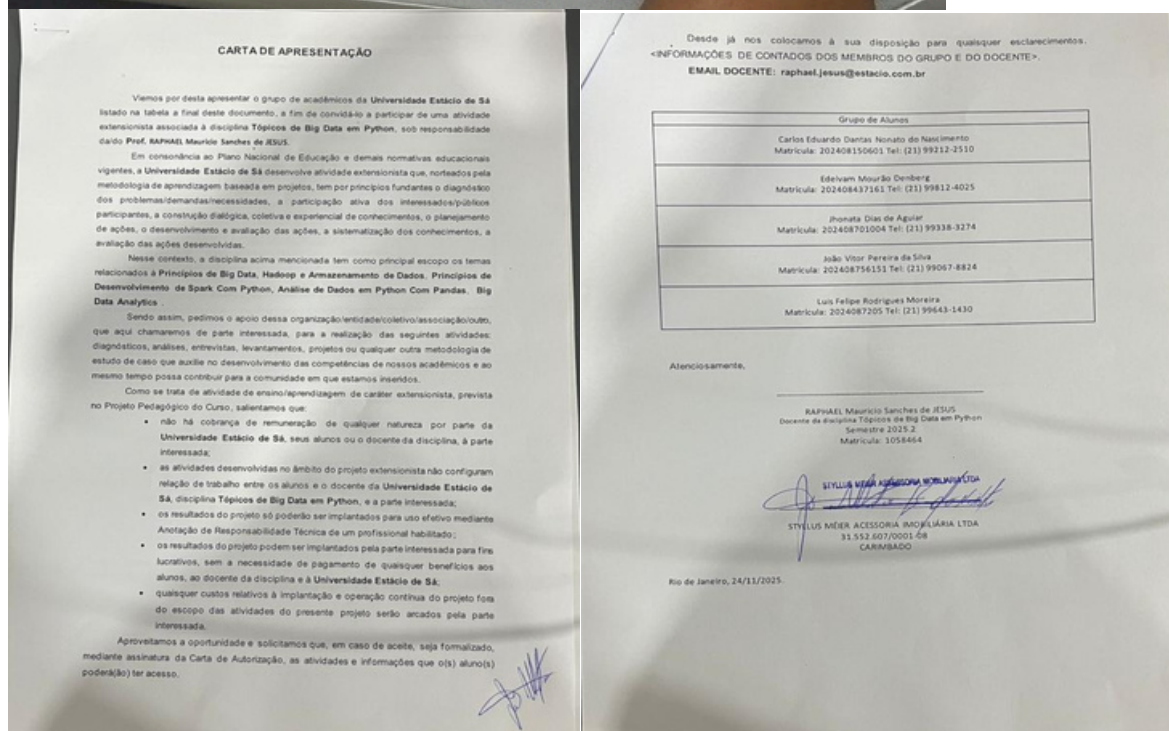 CARTA DE APRESENTAÇÃO
Viemos por desta apresentar o grupo de acadêmicos da Universidade Estácio de Sá
listado na tabela a final deste documento, a fim de convidá-lo a participar de uma atividade
extensionista associada à disciplina Tópicos de Big Data em Python, sob responsabilidade
da/do Prof. RAPHAEL Mauricio Sanches de JESUS.
Em consonância ao Plano Nacional de Educação e demais normativas educacionais
vigentes, a Universidade Estácio de Sá desenvolve atividade extensionista que, norteados pela
metodologia de aprendizagem baseada em projetos, tem por princípios fundantes o diagnóstico
dos problemas/demandas/necessidades, a participação ativa dos interessados/públicos
participantes, a construção dialógica, coletiva e experiencial de conhecimentos, o planejamento
de ações, o desenvolvimento e avaliação das ações, a sistematização dos conhecimentos, a
avaliação das ações desenvolvidas.
Nesse contexto, a disciplina acima mencionada tem como principal escopo os temas
relacionados à Princípios de Big Data, Hadoop e Armazenamento de Dados, Princípios de
Desenvolvimento de Spark Com Python, Análise de Dados em Python Com Pandas, Big
Data Analytics .
Sendo assim, pedimos o apoio dessa organização/entidade/coletivo/associação/outro,
que aqui chamaremos de parte interessada, para a realização das seguintes atividades:
diagnósticos, análises, entrevistas, levantamentos, projetos ou qualquer outra metodologia de
estudo de caso que auxilie no desenvolvimento das competências de nossos acadêmicos e ao
mesmo tempo possa contribuir para a comunidade em que estamos inseridos.
Como se trata de atividade de ensino/aprendizagem de caráter extensionista, prevista
no Projeto Pedagógico do Curso, salientamos que:
• não há cobrança de remuneração de qualquer natureza por parte da
Universidade Estácio de Sá, seus alunos ou o docente da disciplina, à parte
interessada;
• as atividades desenvolvidas no âmbito do projeto extensionista não configuram
relação de trabalho entre os alunos e o docente da Universidade Estácio de
Sá, disciplina Tópicos de Big Data em Python, e a parte interessada;
• os resultados do projeto só poderão ser implantados para uso efetivo mediante
Anotação de Responsabilidade Técnica de um profissional habilitado;
• os resultados do projeto podem ser implantados pela parte interessada para fins
lucrativos, sem a necessidade de pagamento de quaisquer benefícios aos
alunos, ao docente da disciplina e à Universidade Estácio de Sá;
• quaisquer custos relativos à implantação e operação contínua do projeto fora
do escopo das atividades do presente projeto serão arcados pela parte
interessada.
Aproveitamos a oportunidade e solicitamos que, em caso de aceite, seja formalizado,
mediante assinatura da Carta de Autorização, as atividades e informações que o(s) aluno(s)
poderá(ão) ter acesso.
Desde já nos colocamos à sua disposição para quaisquer esclarecimentos.
<INFORMAÇÕES DE CONTADOS DOS MEMBROS DO GRUPO E DO DOCENTE>.
EMAIL DOCENTE: raphael.jesus@estacio.com.br
Grupo de Alunos
Carlos Eduardo Dantas Nonato do Nascimento
Matrícula: 202408150601 Tel: (21) 99212-2510
Edelvam Mourão Denberg
Matrícula: 202408437161 Tel: (21) 99812-4025
Jhonata Dias de Aguiar
Matrícula: 202408701004 Tel: (21) 99338-3274
João Vitor Pereira da Silva
Matrícula: 202408756151 Tel: (21) 99067-8824
Luis Felipe Rodrigues Moreira
Matrícula: 2024087205 Tel: (21) 99643-1430
Atenciosamente,
RAPHAEL Mauricio Sanches de JESUS
Docente da disciplina Tópicos de Big Data em Python
Semestre 2025.2
Matrícula: 1058464
STYLLUS MÉIER ASSESSORIA IMOBILIARIA LTDA
STYLLUS MÉIER ACESSORIA IMOBILIÁRIA LTDA
31.552.607/0001-08
CARIMBADO
Rio de Janeiro, 24/11/2025.